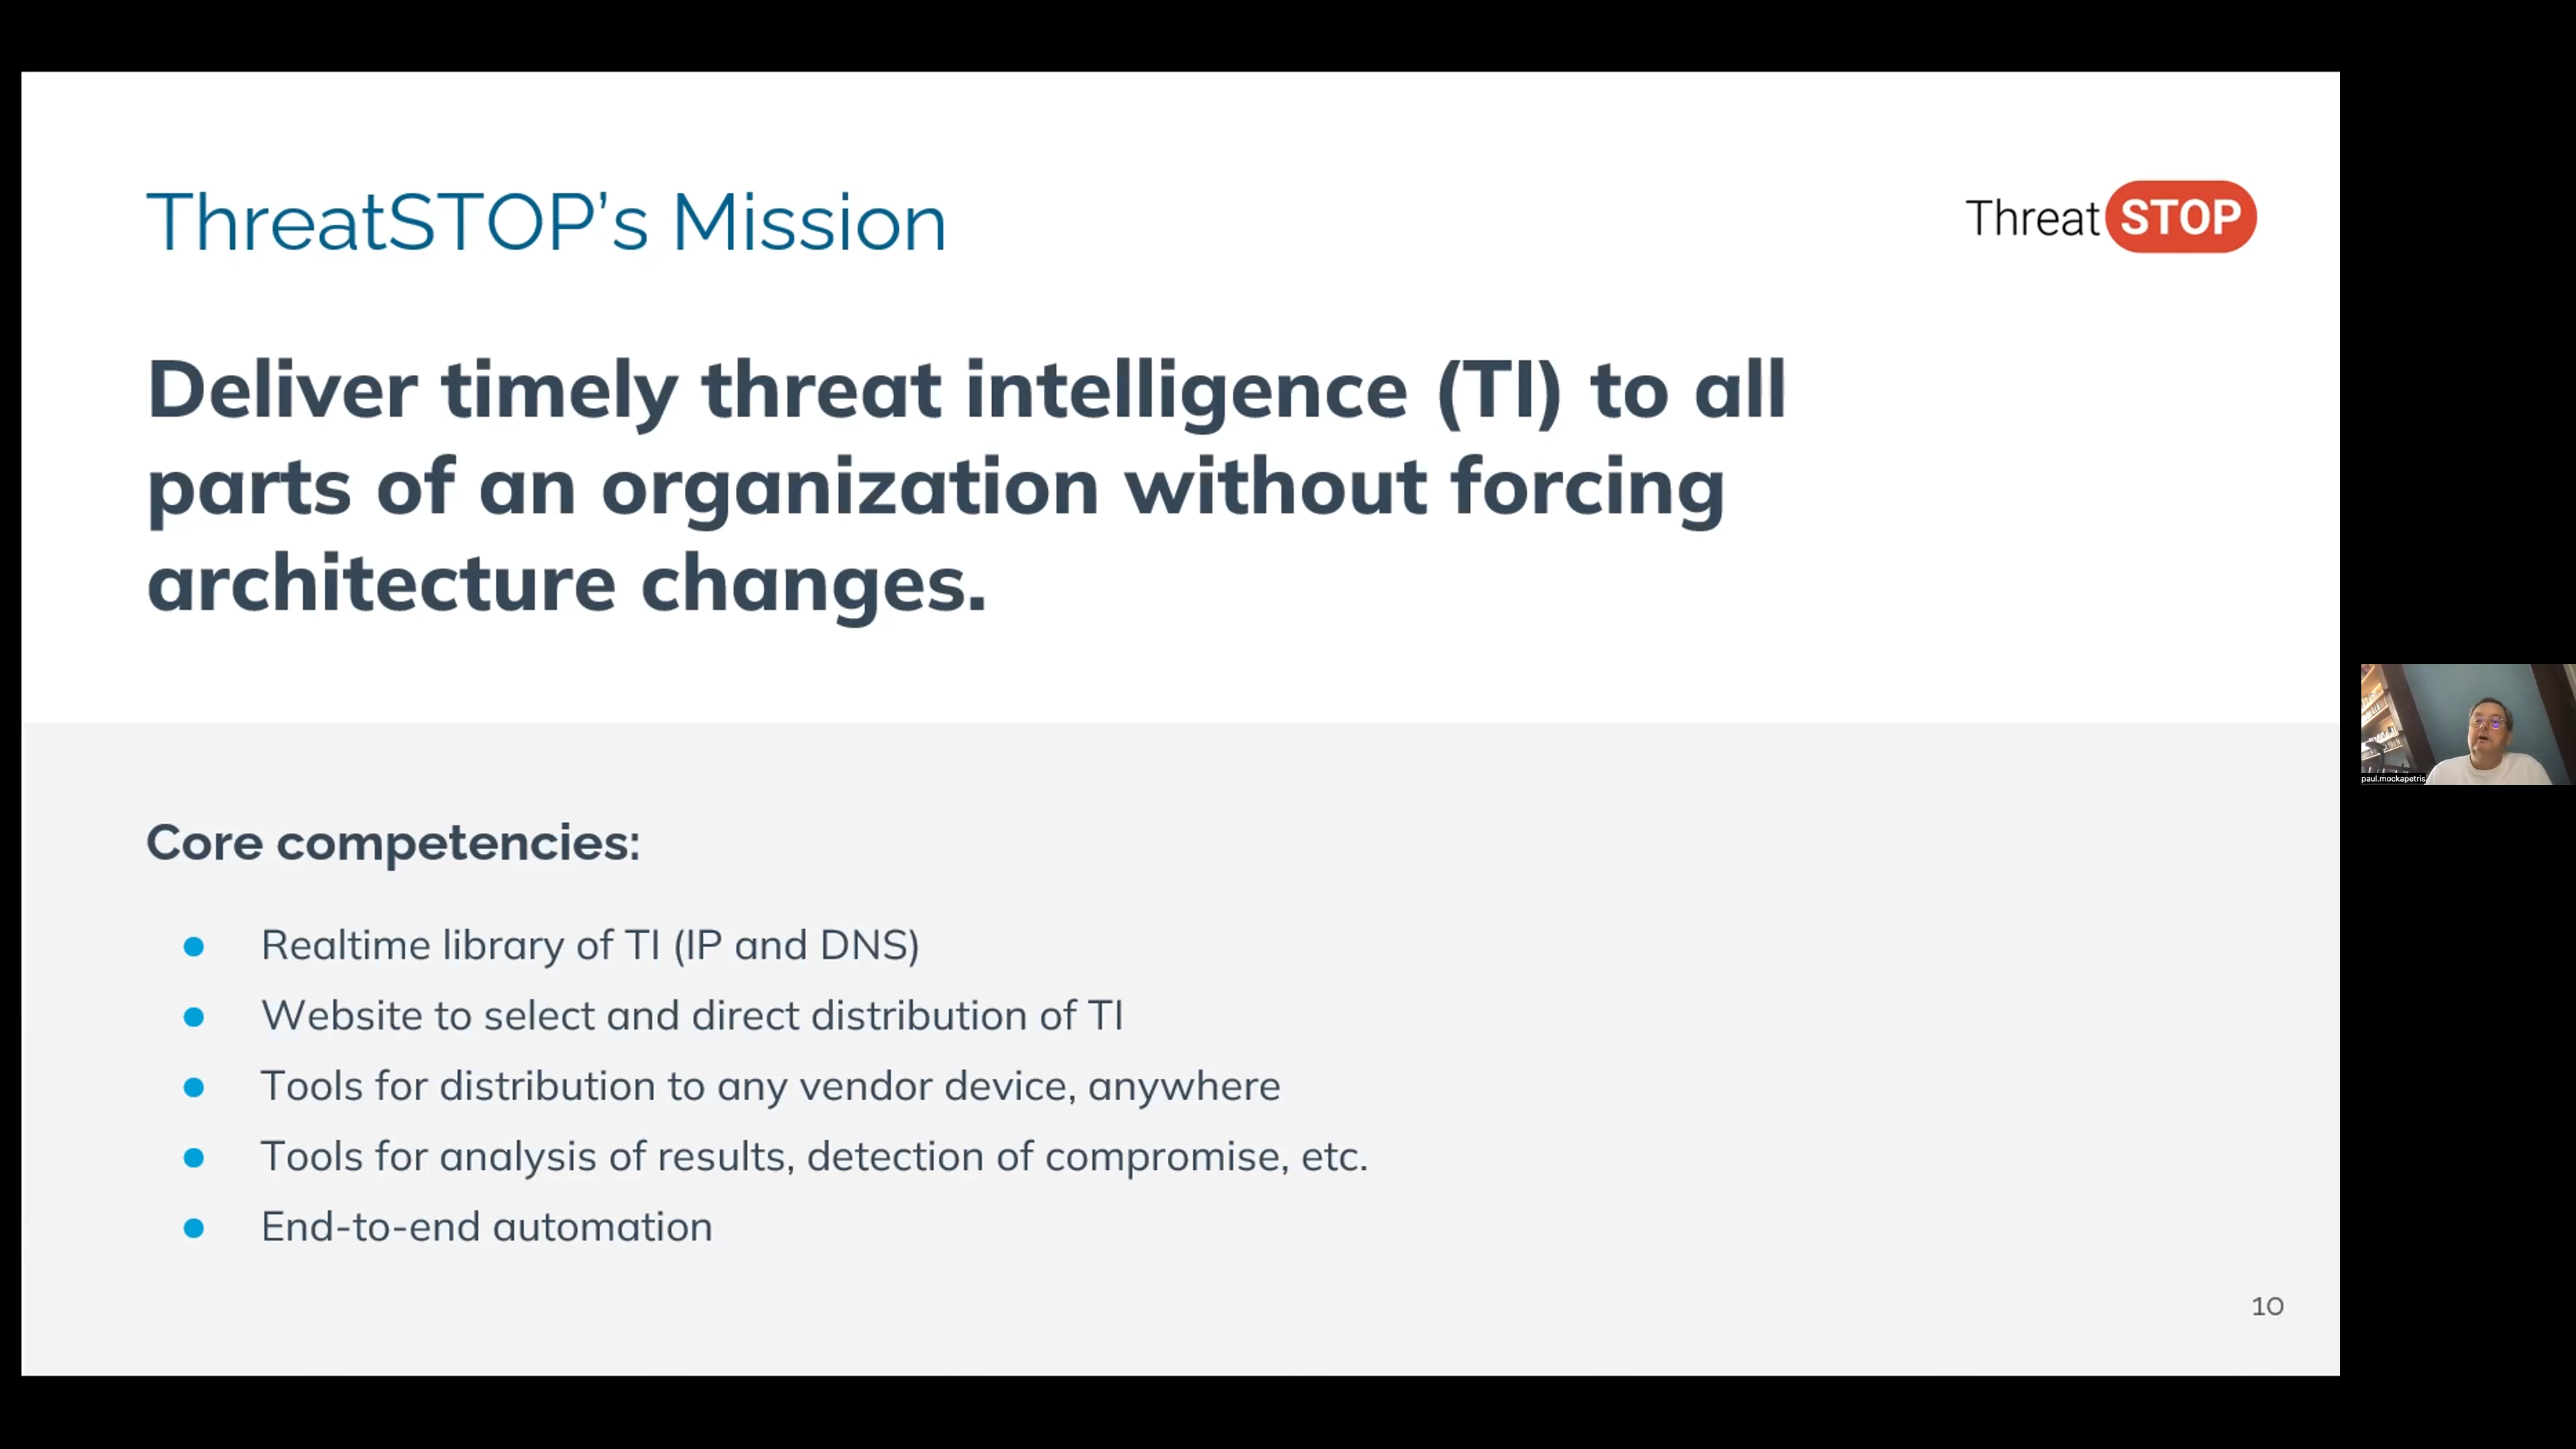 ThreatSTOP’s Mission
Threat STOP
Deliver timely threat intelligence (TI) to all
parts of an organization without forcing
architecture changes.
paul.mockapetris
Core competencies:
● Realtime library of TI (IP and DNS)
● Website to select and direct distribution of TI
● Tools for distribution to any vendor device, anywhere
● Tools for analysis of results, detection of compromise, etc.
● End-to-end automation
10